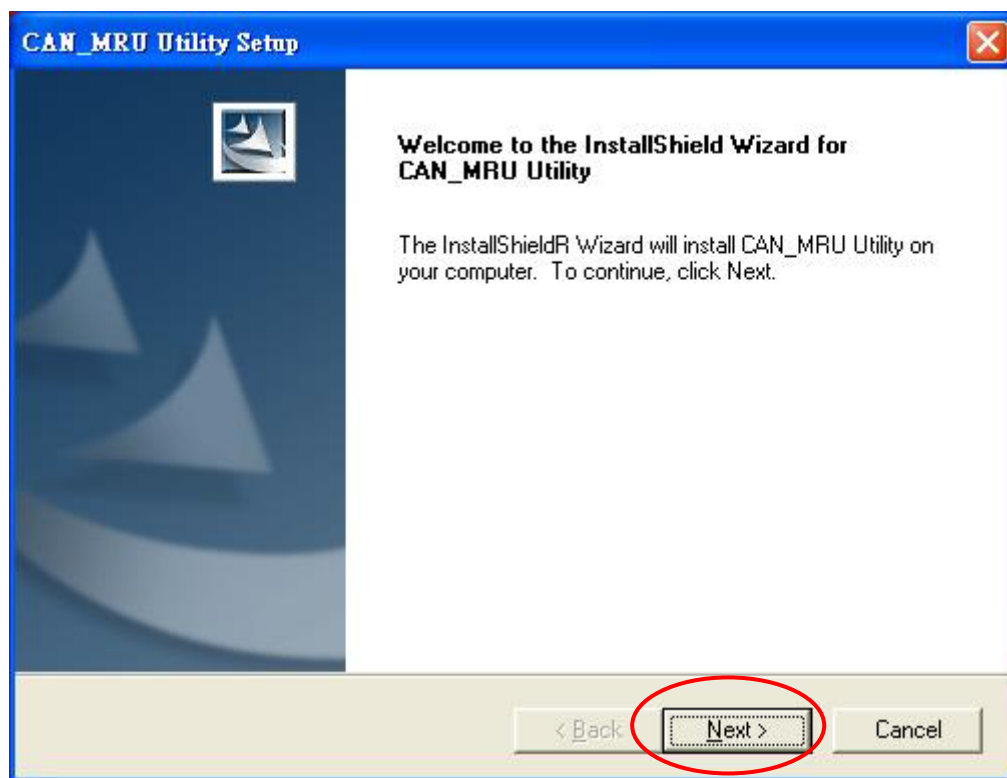 CAN_MRU Utility Setup
Welcome to the InstallShield Wizard for
CAN_MRU Utility
The InstallShieldR Wizard will install CAN_MRU Utility on
your computer. To continue, click Next.
< Back
Next >
Cancel